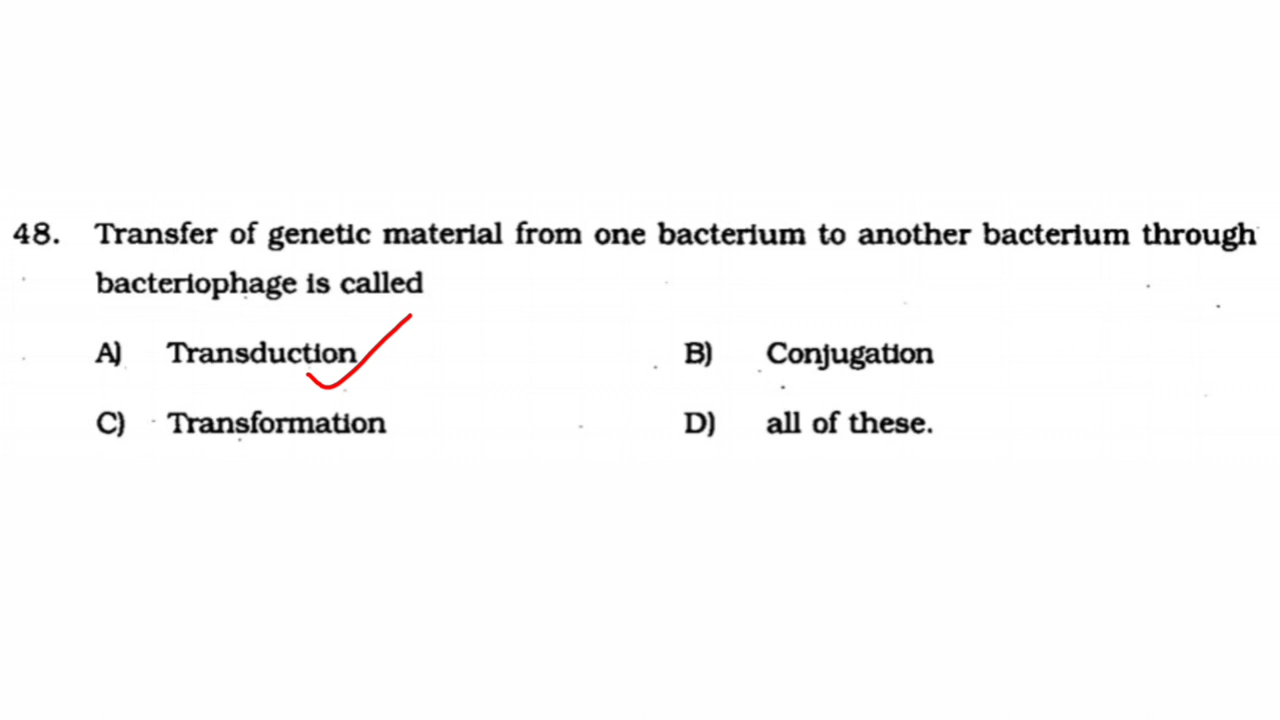 48. Transfer of genetic material from one bacterium to another bacterium through
bacteriophage is called
A) Transduction B) Conjugation
C) Transformation D) all of these.